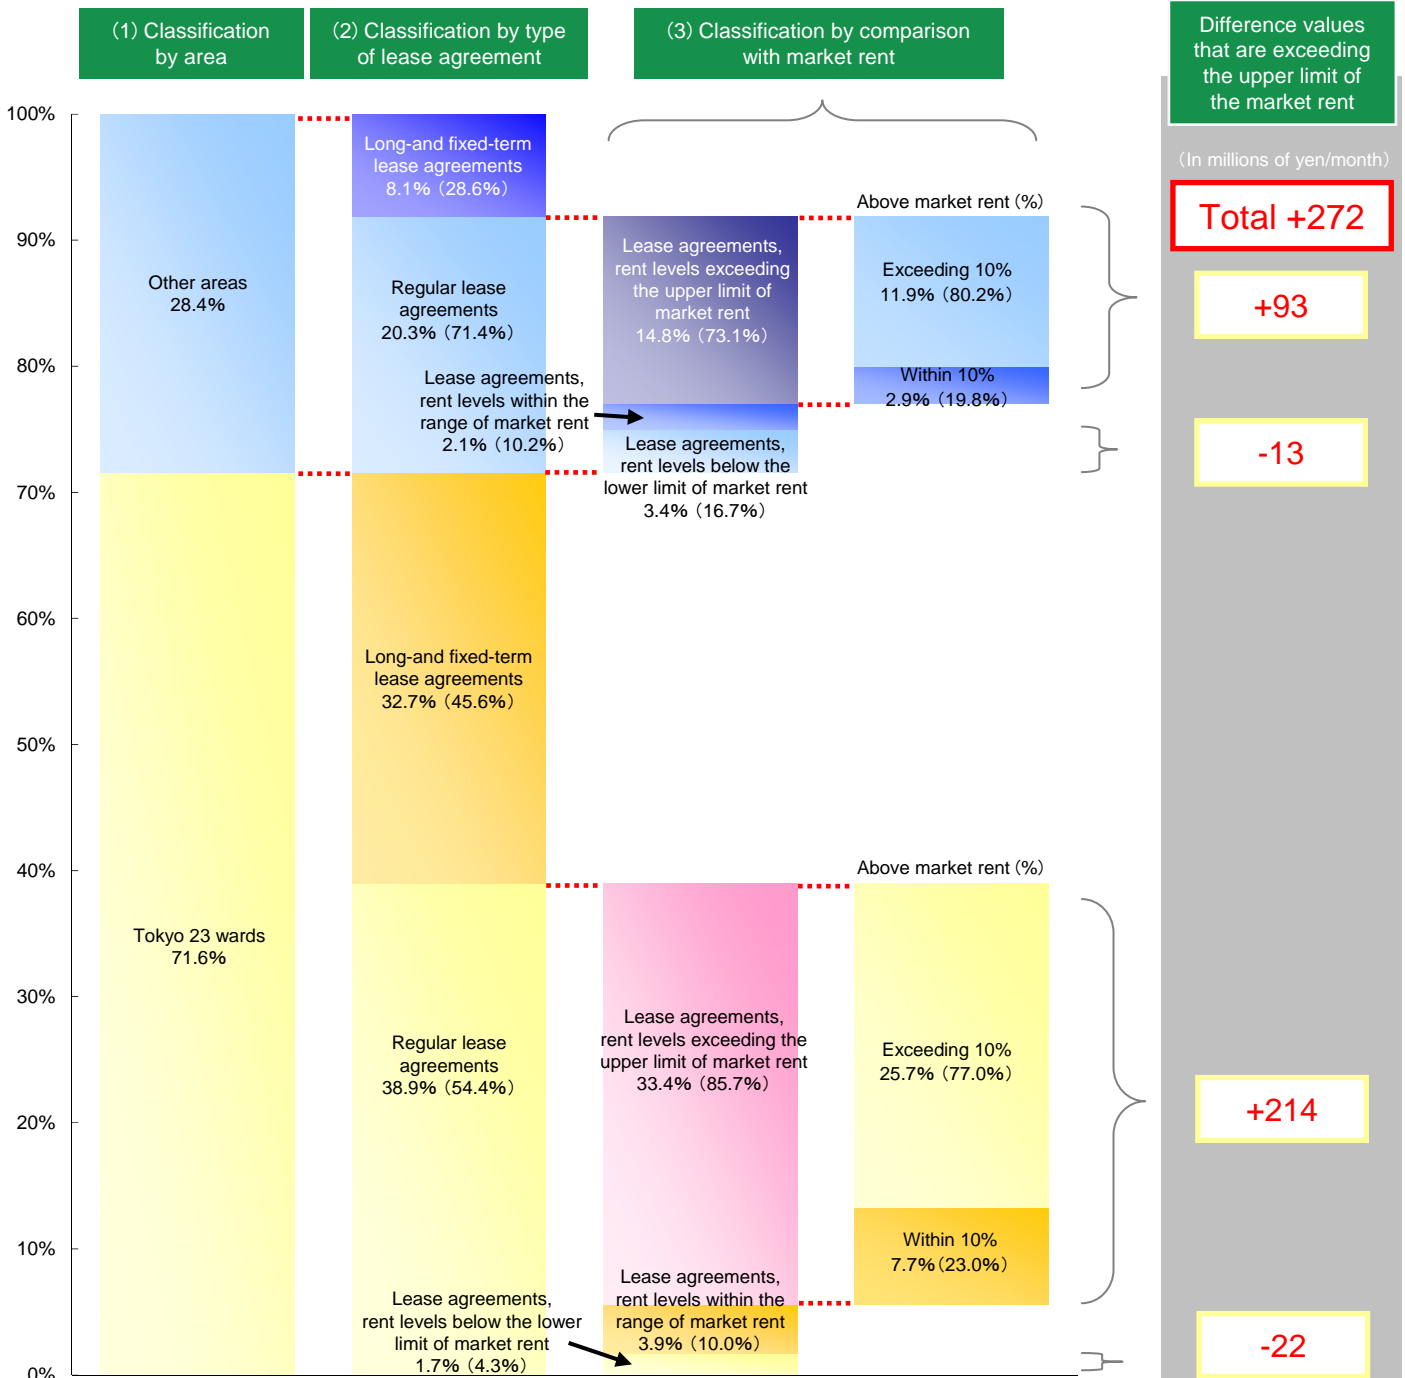 (1) Classification
by area
(2) Classification by type
of lease agreement
(3) Classification by comparison
with market rent
Difference values
that are exceeding
the upper limit of
the market rent
(In millions of yen/month)
Total +272
+93
-13
+214
-22
100%
90%
80%
70%
60%
50%
40%
30%
20%
10%
0%
Other areas
28.4%
Tokyo 23 wards
71.6%
Long-and fixed-term
lease agreements
8.1% (28.6%)
Regular lease
agreements
20.3% (71.4%)
Lease agreements,
rent levels within the
range of market rent
2.1% (10.2%)
Long-and fixed-term
lease agreements
32.7% (45.6%)
Regular lease
agreements
38.9% (54.4%)
Lease agreements,
rent levels below the lower
limit of market rent
1.7% (4.3%)
Lease agreements,
rent levels exceeding
the upper limit of
market rent
14.8% (73.1%)
Lease agreements,
rent levels below the
lower limit of market rent
3.4% (16.7%)
Lease agreements,
rent levels exceeding the
upper limit of market rent
33.4% (85.7%)
Lease agreements,
rent levels within the
range of market rent
3.9% (10.0%)
Above market rent (%)
Exceeding 10%
11.9% (80.2%)
Within 10%
2.9% (19.8%)
Above market rent (%)
Exceeding 10%
25.7% (77.0%)
Within 10%
7.7% (23.0%)